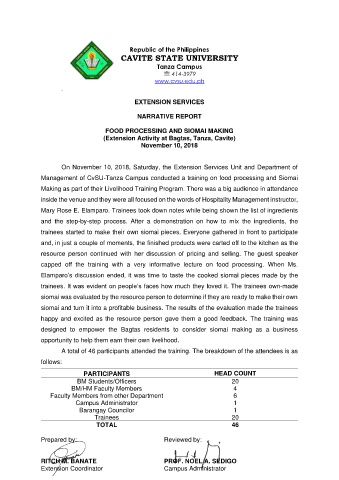 Republic of the Philippines
CAVITE STATE UNIVERSITY
Tanza Campus
☏ 414-3979
www.cvsu.edu.ph
EXTENSION SERVICES
NARRATIVE REPORT
FOOD PROCESSING AND SIOMAI MAKING
(Extension Activity at Bagtas, Tanza, Cavite)
November 10, 2018
On November 10, 2018, Saturday, the Extension Services Unit and Department of
Management of CvSU-Tanza Campus conducted a training on food processing and Siomai
Making as part of their Livelihood Training Program. There was a big audience in attendance
inside the venue and they were all focused on the words of Hospitality Management instructor,
Mary Rose E. Elamparo. Trainees took down notes while being shown the list of ingredients
and the step-by-step process. After a demonstration on how to mix the ingredients, the
trainees started to make their own siomai pieces. Everyone gathered in front to participate
and, in just a couple of moments, the finished products were carted off to the kitchen as the
resource person continued with her discussion of pricing and selling. The guest speaker
capped off the training with a very informative lecture on food processing. When Ms.
Elamparo's discussion ended, it was time to taste the cooked siomai pieces made by the
trainees. It was evident on people's faces how much they loved it. The trainees own-made
siomai was evaluated by the resource person to determine if they are ready to make their own
siomai and turn it into a profitable business. The results of the evaluation made the trainees
happy and excited as the resource person gave them a good feedback. The training was
designed to empower the Bagtas residents to consider siomai making as a business
opportunity to help them earn their own livelihood.
A total of 46 participants attended the training. The breakdown of the attendees is as
follows:
PARTICIPANTS HEAD COUNT
BM Students/Officers 20
BM/HM Faculty Members 4
Faculty Members from other Department 6
Campus Administrator 1
Barangay Councilor 1
Trainees 20
TOTAL 46
Prepared by: Reviewed by:
RITCH M. BANATE PROF. NOEL A. SEDIGO
Extension Coordinator Campus Administrator